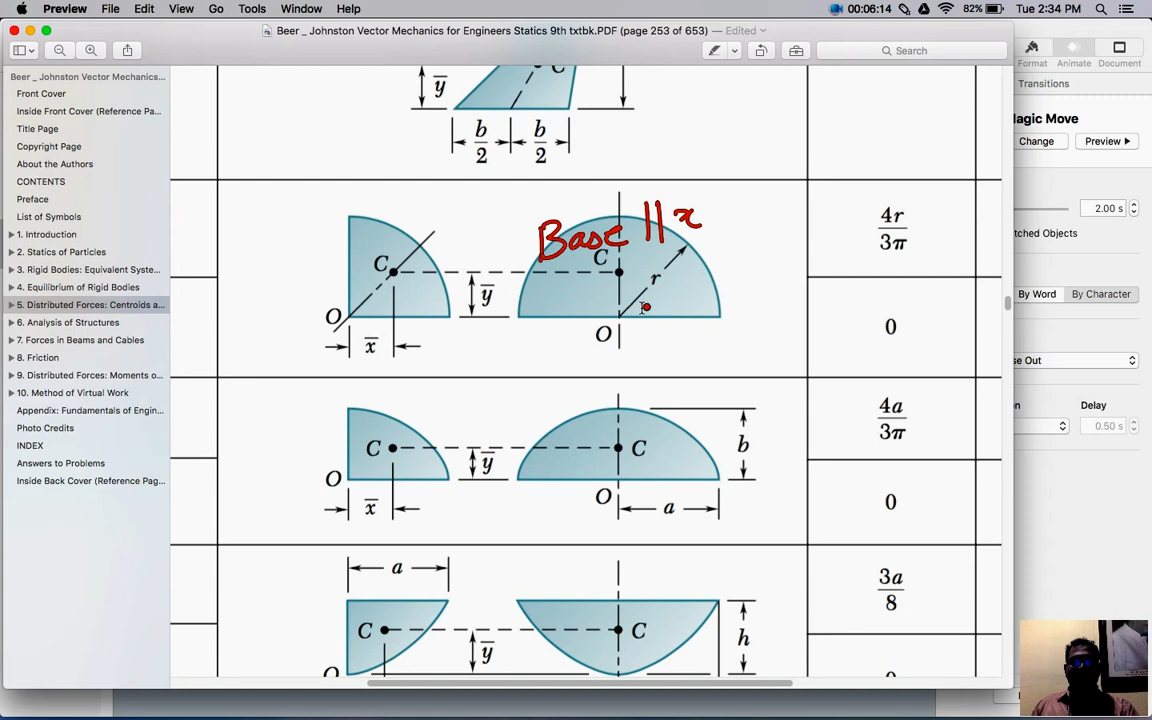 Preview File Edit View Go Tools Window Help 00:06:14 82% Tue 2:34 PM
Beer _ Johnston Vector Mechanics for Engineers Statics 9th txtbk.PDF (page 253 of 653) — Edited
Search
Format Animate Document
Beer _ Johnston Vector Mechanics...
Front Cover
Inside Front Cover (Reference Pa...
Title Page
Copyright Page
About the Authors
CONTENTS
Preface
List of Symbols
1. Introduction
2. Statics of Particles
3. Rigid Bodies: Equivalent Syste...
4. Equilibrium of Rigid Bodies
5. Distributed Forces: Centroids a...
6. Analysis of Structures
7. Forces in Beams and Cables
8. Friction
9. Distributed Forces: Moments o...
10. Method of Virtual Work
Appendix: Fundamentals of Engin...
Photo Credits
INDEX
Answers to Problems
Inside Back Cover (Reference Pag...
C
y̅
b/2 b/2
Base || x
C C r
y̅
O O
x̅
4r/3π
0
C C b
y̅
O O
x̅ a
4a/3π
0
a
C C h
y̅
O
3a/8
Transitions
Magic Move
Change Preview
2.00 s
By Word By Character
Delay
0.50 s